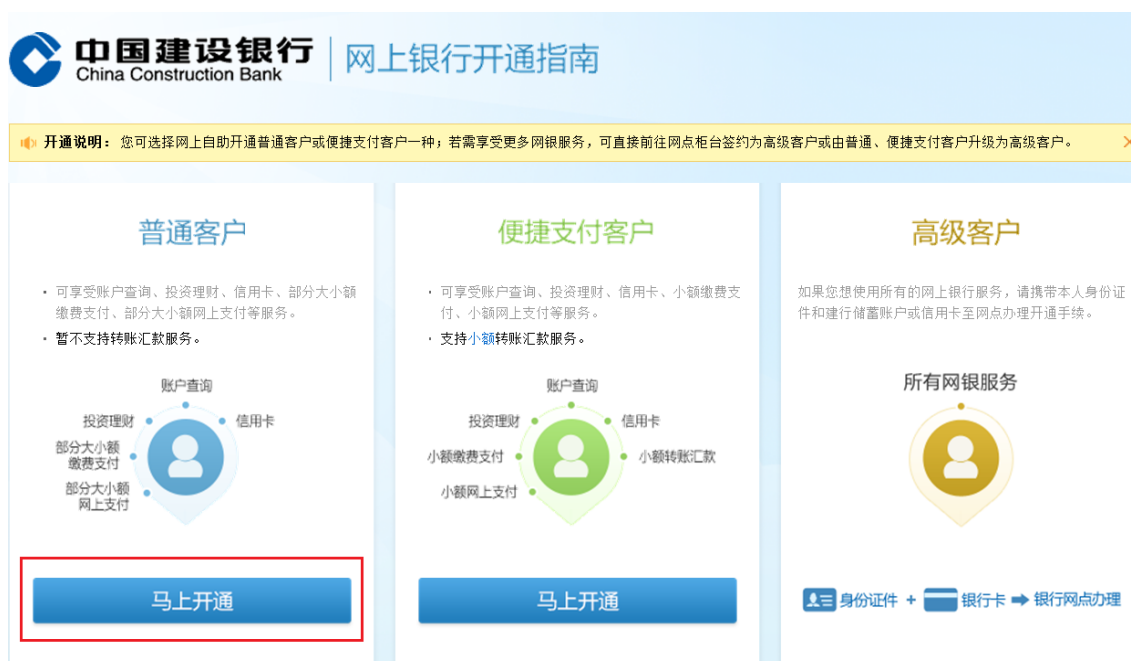 中国建设银行
China Construction Bank
网上银行开通指南
开通说明：您可选择网上自助开通普通客户或便捷支付客户一种；若需享受更多网银服务，可直接前往网点柜台签约为高级客户或由普通、便捷支付客户升级为高级客户。
普通客户
• 可享受账户查询、投资理财、信用卡、部分大小额
缴费支付、部分大小额网上支付等服务。
• 暂不支持转账汇款服务。
账户查询
投资理财
信用卡
部分大小额
缴费支付
部分大小额
网上支付
马上开通
便捷支付客户
• 可享受账户查询、投资理财、信用卡、小额缴费支
付、小额网上支付等服务。
• 支持小额转账汇款服务。
账户查询
投资理财
信用卡
小额缴费支付
小额转账汇款
小额网上支付
马上开通
高级客户
如果您想使用所有的网上银行服务，请携带本人身份证
件和建行储蓄账户或信用卡至网点办理开通手续。
所有网银服务
身份证件 + 银行卡 ➡ 银行网点办理